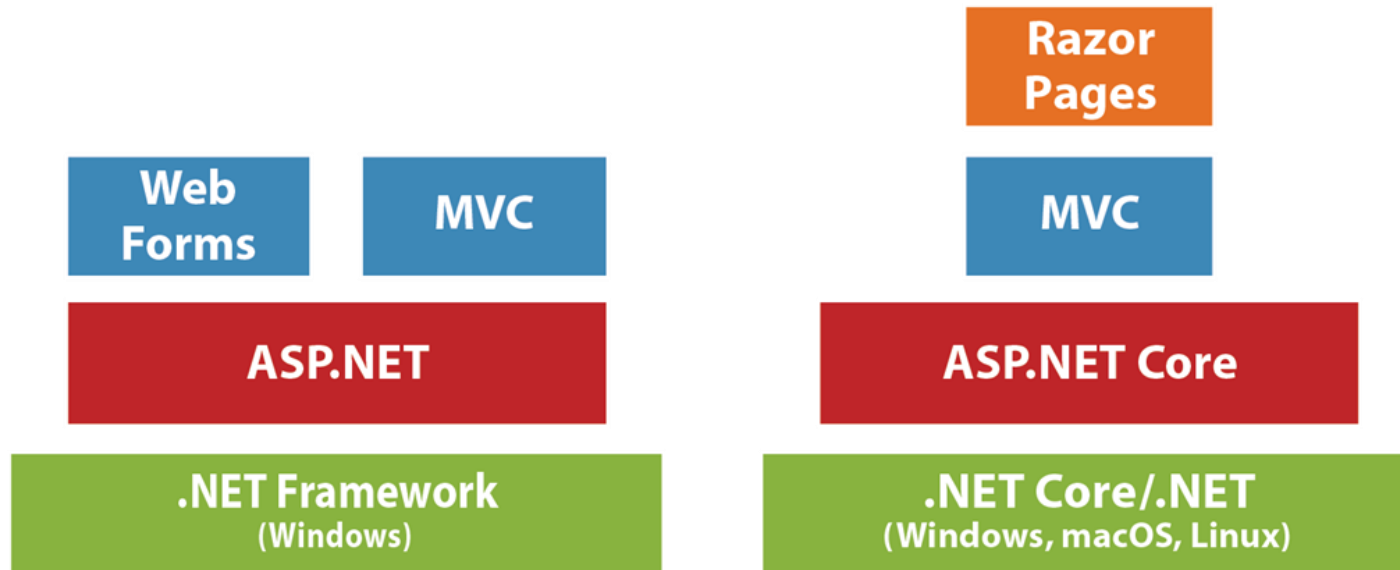 Razor
Pages
Web
Forms
MVC
MVC
ASP.NET
ASP.NET Core
.NET Framework
(Windows)
.NET Core/.NET
(Windows, macOS, Linux)